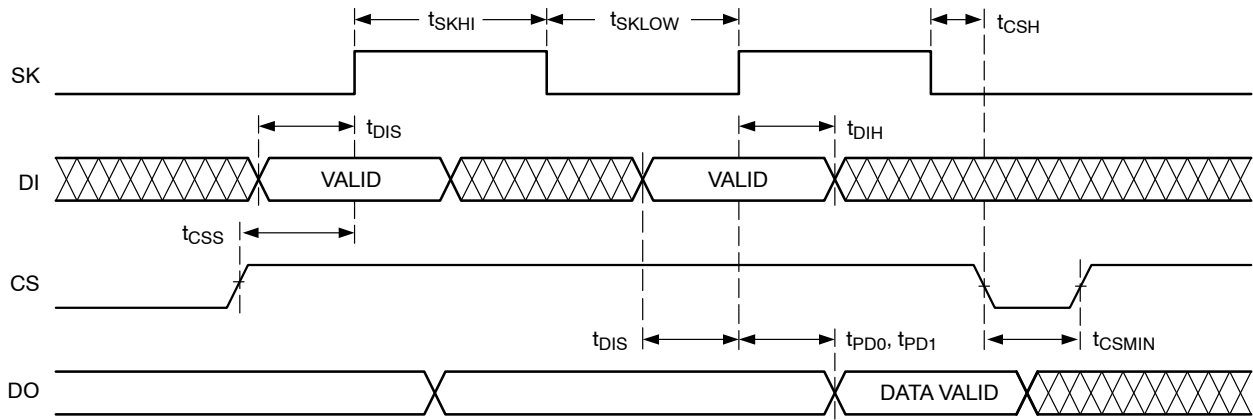 tSKHI tSKLOW tCSH
SK
tDIS tDIH
DI VALID VALID
tCSS
CS
tDIS tPD0, tPD1 tCSMIN
DO DATA VALID